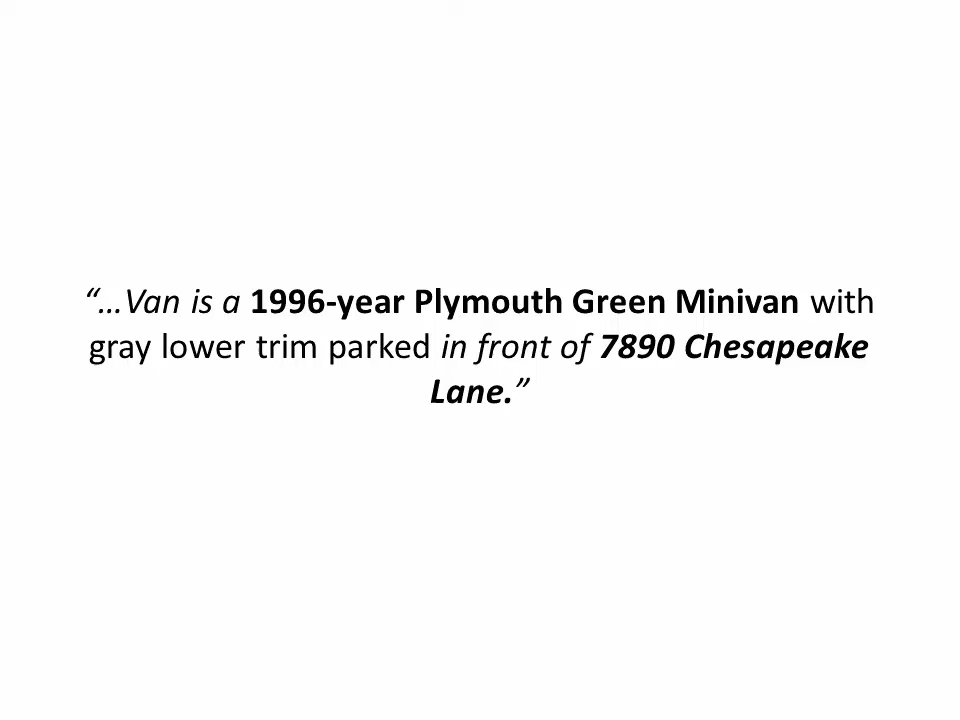 “…Van is a 1996-year Plymouth Green Minivan with
gray lower trim parked in front of 7890 Chesapeake
Lane.”